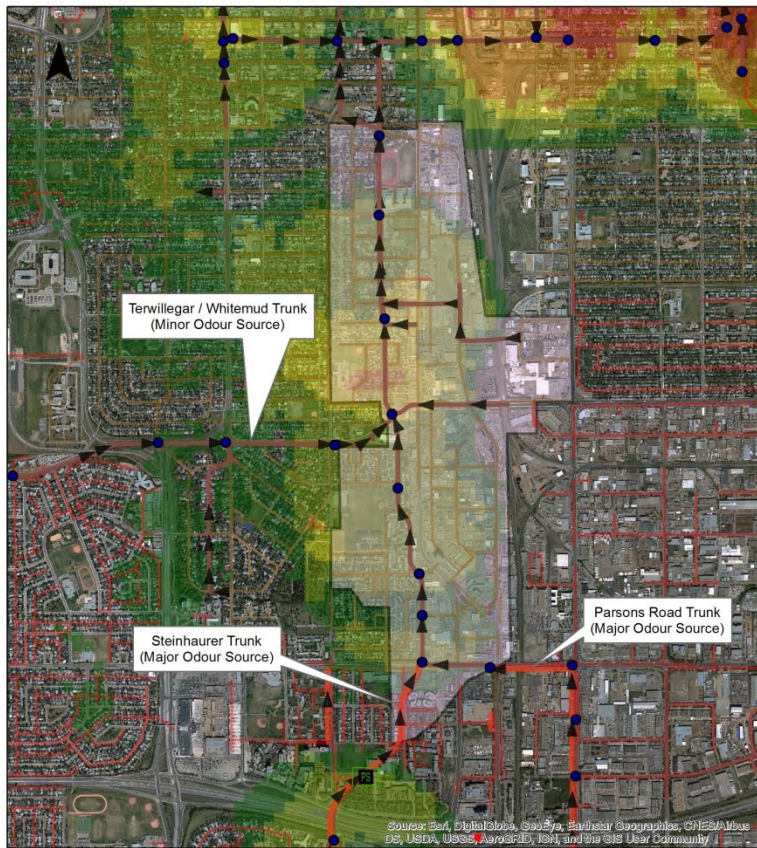 N
Terwillegar / Whitemud Trunk
(Minor Odour Source)
Parsons Road Trunk
(Major Odour Source)
Steinhaurer Trunk
(Major Odour Source)
PS
Source: Esri, DigitalGlobe, GeoEye, Earthstar Geographics, CNES/Airbus
DS, USDA, USGS, AeroGRID, IGN, and the GIS User Community